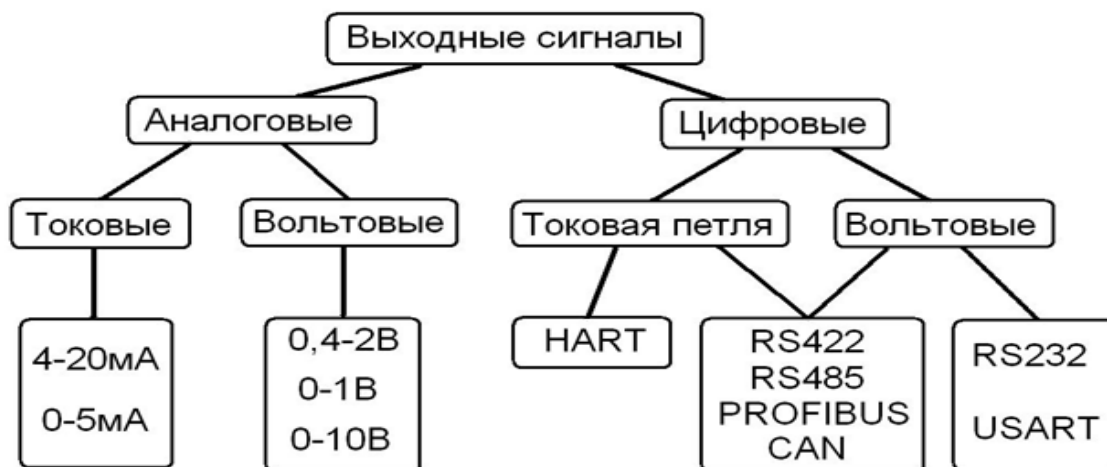 Выходные сигналы
Аналоговые
Цифровые
Токовые
Вольтовые
Токовая петля
Вольтовые
4-20мА
0-5мА
0,4-2В
0-1В
0-10В
HART
RS422
RS485
PROFIBUS
CAN
RS232
USART